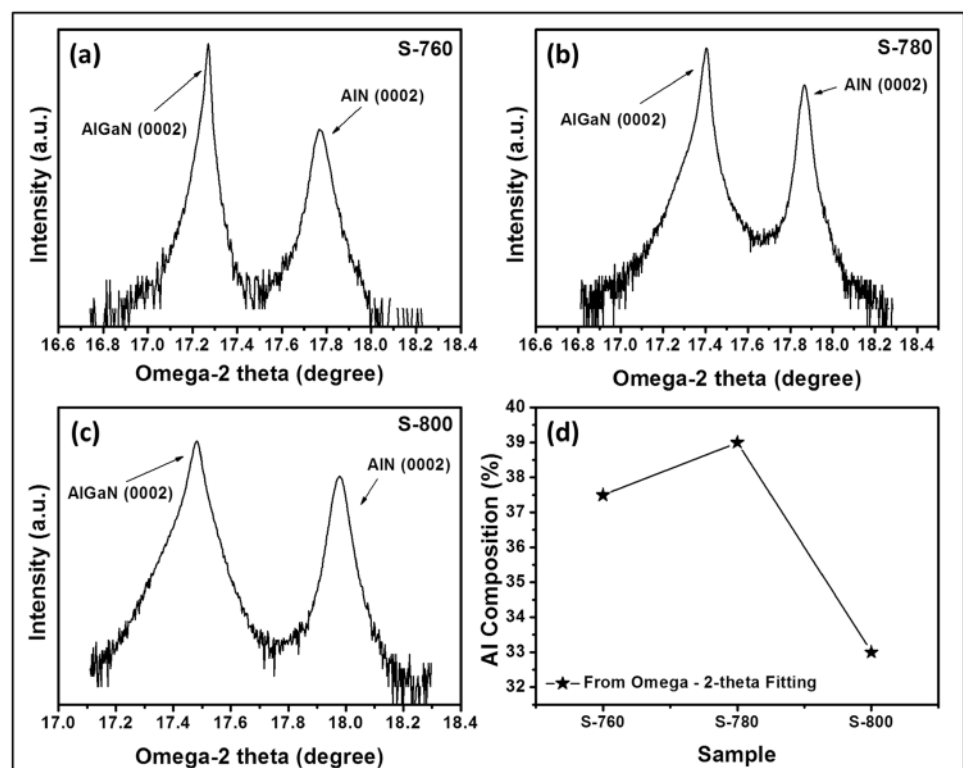 (a)
S-760
AlGaN (0002)
AlN (0002)
Intensity (a.u.)
16.6 16.8 17.0 17.2 17.4 17.6 17.8 18.0 18.2 18.4
Omega-2 theta (degree)
(b)
S-780
AlGaN (0002)
AlN (0002)
Intensity (a.u.)
16.6 16.8 17.0 17.2 17.4 17.6 17.8 18.0 18.2 18.4
Omega-2 theta (degree)
(c)
S-800
AlGaN (0002)
AlN (0002)
Intensity (a.u.)
17.0 17.2 17.4 17.6 17.8 18.0 18.2 18.4
Omega-2 theta (degree)
(d)
Al Composition (%)
40
39
38
37
36
35
34
33
32
From Omega - 2-theta Fitting
S-760 S-780 S-800
Sample